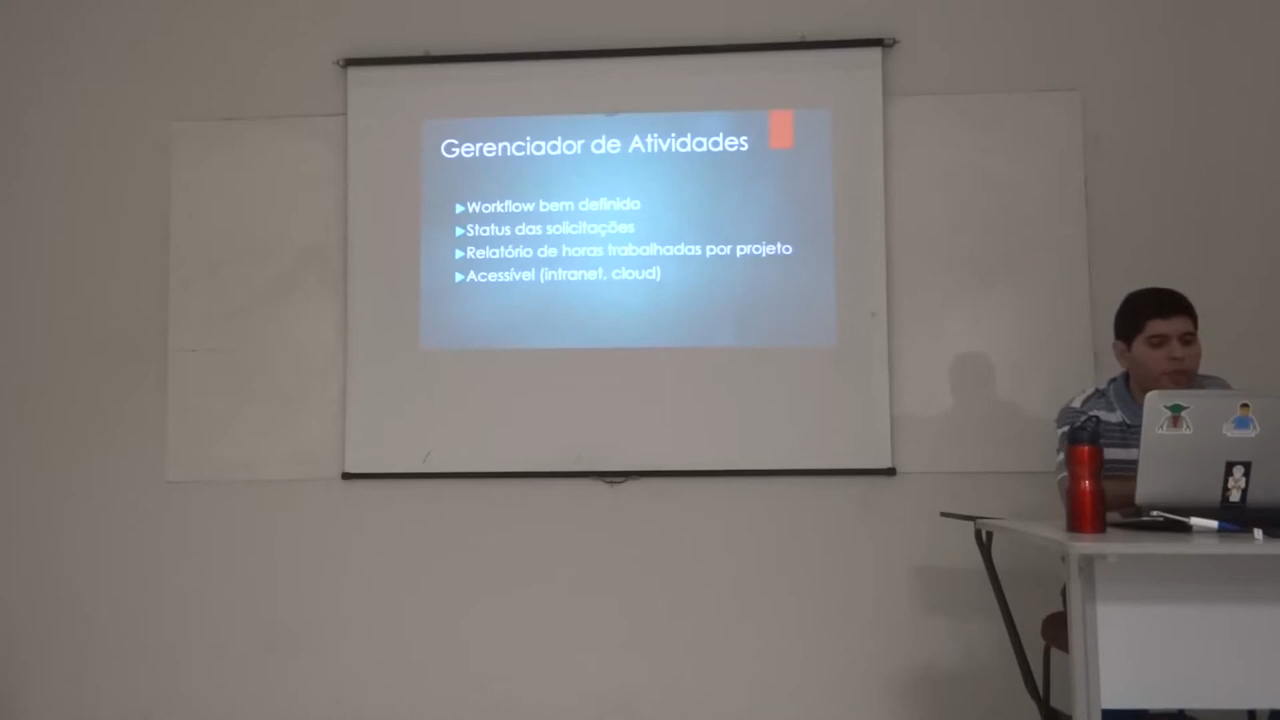 Gerenciador de Atividades
Workflow bem definido
Status das solicitações
Relatório de horas trabalhadas por projeto
Acessível (intranet, cloud)